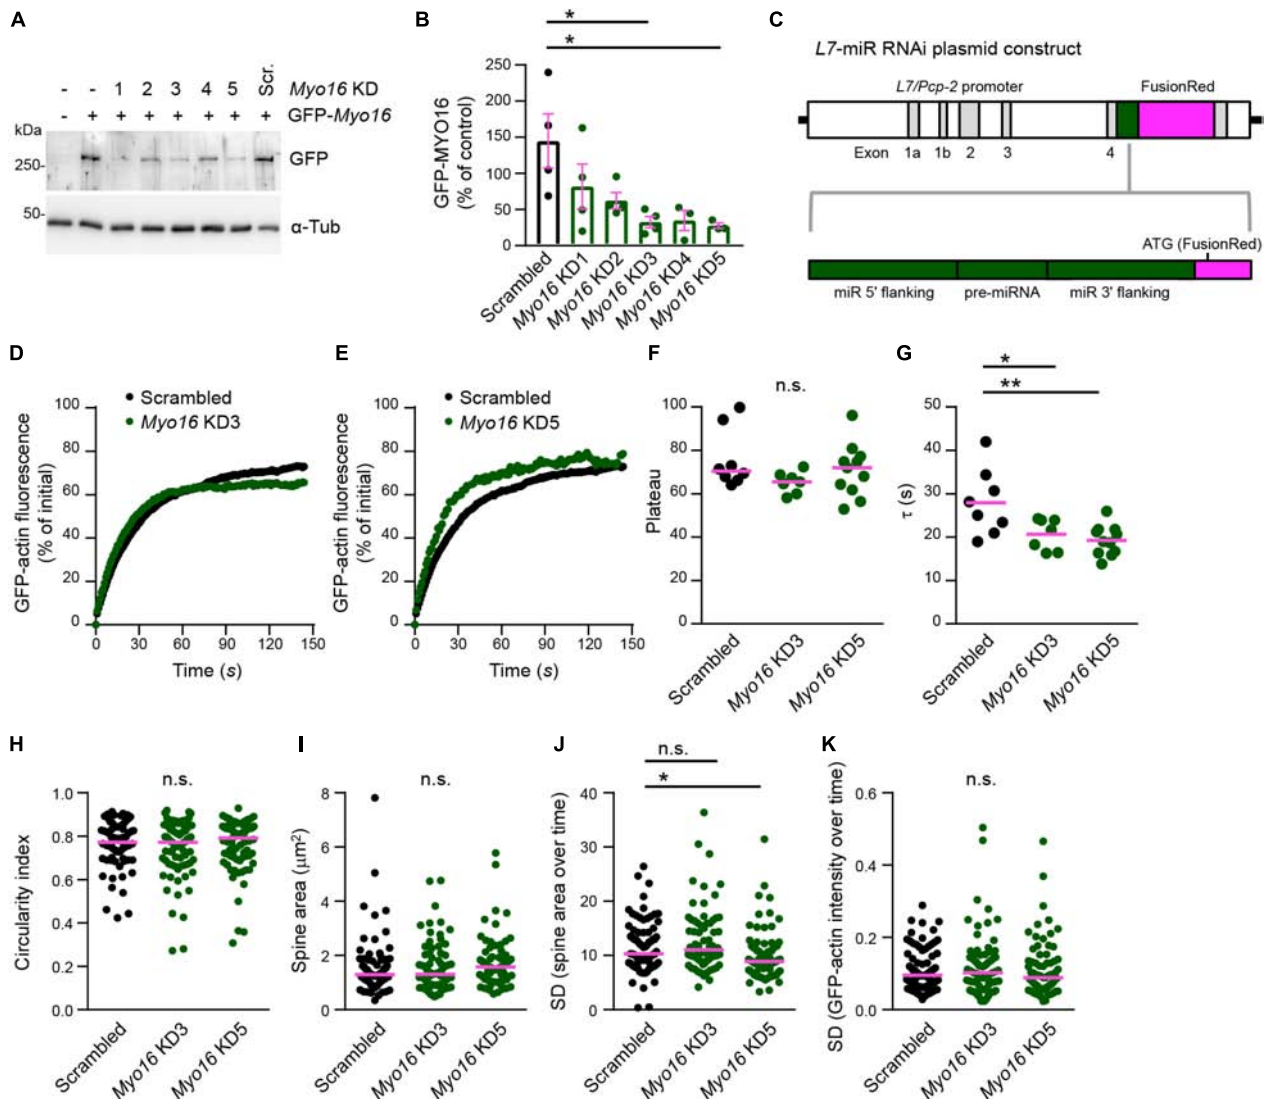 A
- - 1 2 3 4 5 Scr. Myo16 KD
- + + + + + + + GFP-Myo16
kDa
250-
GFP
50-
α-Tub
B
*
*
GFP-MYO16
(% of control)
250
200
150
100
50
0
Scrambled
Myo16 KD1
Myo16 KD2
Myo16 KD3
Myo16 KD4
Myo16 KD5
C
L7-miR RNAi plasmid construct
L7/Pcp-2 promoter
FusionRed
Exon 1a 1b 2 3 4
ATG (FusionRed)
miR 5' flanking pre-miRNA miR 3' flanking
D
Scrambled
Myo16 KD3
GFP-actin fluorescence
(% of initial)
100
80
60
40
20
0
0 30 60 90 120 150
Time (s)
E
Scrambled
Myo16 KD5
GFP-actin fluorescence
(% of initial)
100
80
60
40
20
0
0 30 60 90 120 150
Time (s)
F
n.s.
Plateau
100
80
60
40
20
0
Scrambled
Myo16 KD3
Myo16 KD5
G
*
**
τ (s)
50
40
30
20
10
0
Scrambled
Myo16 KD3
Myo16 KD5
H
n.s.
Circularity index
1.0
0.8
0.6
0.4
0.2
0.0
Scrambled
Myo16 KD3
Myo16 KD5
I
n.s.
Spine area (μm²)
8
6
4
2
0
Scrambled
Myo16 KD3
Myo16 KD5
J
n.s.
*
SD (spine area over time)
40
30
20
10
0
Scrambled
Myo16 KD3
Myo16 KD5
K
n.s.
SD (GFP-actin intensity over time)
0.6
0.4
0.2
0.0
Scrambled
Myo16 KD3
Myo16 KD5